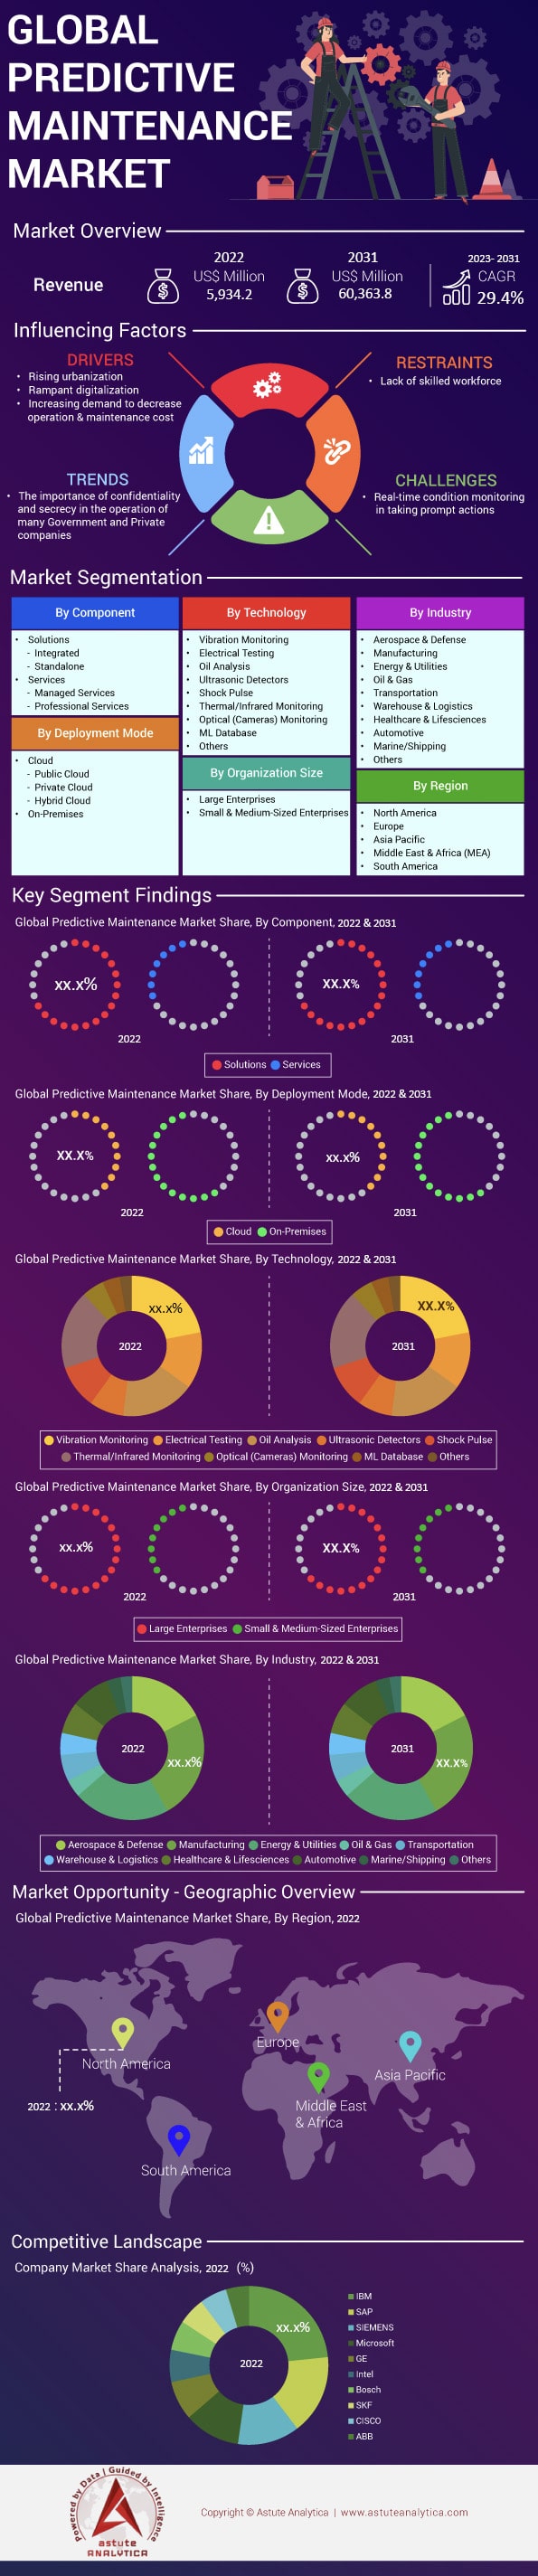 GLOBAL
PREDICTIVE
MAINTENANCE
MARKET
Market Overview
Revenue
2022
US$ Million
5,934.2
2031
US$ Million
60,363.8
2023- 2031
CAGR
29.4%
Influencing Factors
DRIVERS
• Rising urbanization
• Rampant digitalization
• Increasing demand to decrease
operation & maintenance cost
RESTRAINTS
• Lack of skilled workforce
TRENDS
• The importance of confidentiality
and secrecy in the operation of
many Government and Private
companies
CHALLENGES
• Real-time condition monitoring
in taking prompt actions
Market Segmentation
By Component
• Solutions
- Integrated
- Standalone
• Services
- Managed Services
- Professional Services
By Deployment Mode
• Cloud
- Public Cloud
- Private Cloud
- Hybrid Cloud
• On-Premises
By Technology
• Vibration Monitoring
• Electrical Testing
• Oil Analysis
• Ultrasonic Detectors
• Shock Pulse
• Thermal/Infrared Monitoring
• Optical (Cameras) Monitoring
• ML Database
• Others
By Organization Size
• Large Enterprises
• Small & Medium-Sized Enterprises
By Industry
• Aerospace & Defense
• Manufacturing
• Energy & Utilities
• Oil & Gas
• Transportation
• Warehouse & Logistics
• Healthcare & Lifesciences
• Automotive
• Marine/Shipping
• Others
By Region
• North America
• Europe
• Asia Pacific
• Middle East & Africa (MEA)
• South America
Key Segment Findings
Global Predictive Maintenance Market Share, By Component, 2022 & 2031
xx.x%
XX.X%
2022
2031
Solutions Services
Global Predictive Maintenance Market Share, By Deployment Mode, 2022 & 2031
XX.X%
xx.x%
2022
2031
Cloud On-Premises
Global Predictive Maintenance Market Share, By Technology, 2022 & 2031
xx.x%
2022
XX.X%
2031
Vibration Monitoring Electrical Testing Oil Analysis Ultrasonic Detectors Shock Pulse
Thermal/Infrared Monitoring Optical (Cameras) Monitoring ML Database Others
Global Predictive Maintenance Market Share, By Organization Size, 2022 & 2031
xx.x%
XX.X%
2022
2031
Large Enterprises Small & Medium-Sized Enterprises
Global Predictive Maintenance Market Share, By Industry, 2022 & 2031
2022
xx.x%
2031
XX.X%
Aerospace & Defense Manufacturing Energy & Utilities Oil & Gas Transportation
Warehouse & Logistics Healthcare & Lifesciences Automotive Marine/Shipping Others
Market Opportunity - Geographic Overview
Global Predictive Maintenance Market Share, By Region, 2022
North America
Europe
Asia Pacific
Middle East
& Africa
South America
2022 : xx.x%
Competitive Landscape
Company Market Share Analysis, 2022 (%)
xx.x%
2022
IBM
SAP
SIEMENS
Microsoft
GE
Intel
Bosch
SKF
CISCO
ABB
Powered by Data | Guided by Intelligence
astute
ANALYTICA
Copyright © Astute Analytica | www.astuteanalytica.com